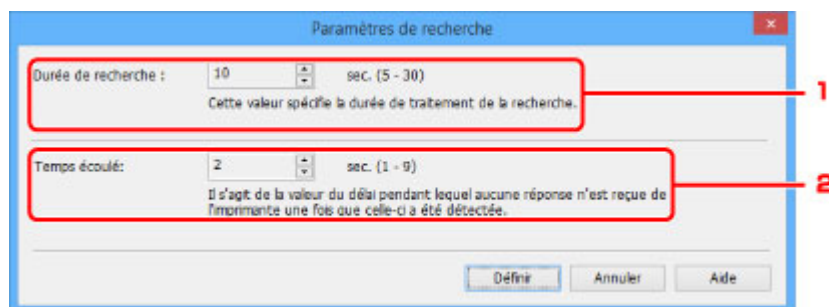 Paramètres de recherche
Durée de recherche : 10 sec. (5 - 30)
1
Cette valeur spécifie la durée de traitement de la recherche.
Temps écoulé: 2 sec. (1 - 9)
2
Il s'agit de la valeur du délai pendant lequel aucune réponse n'est reçue de
l'imprimante une fois que celle-ci a été détectée.
Définir Annuler Aide